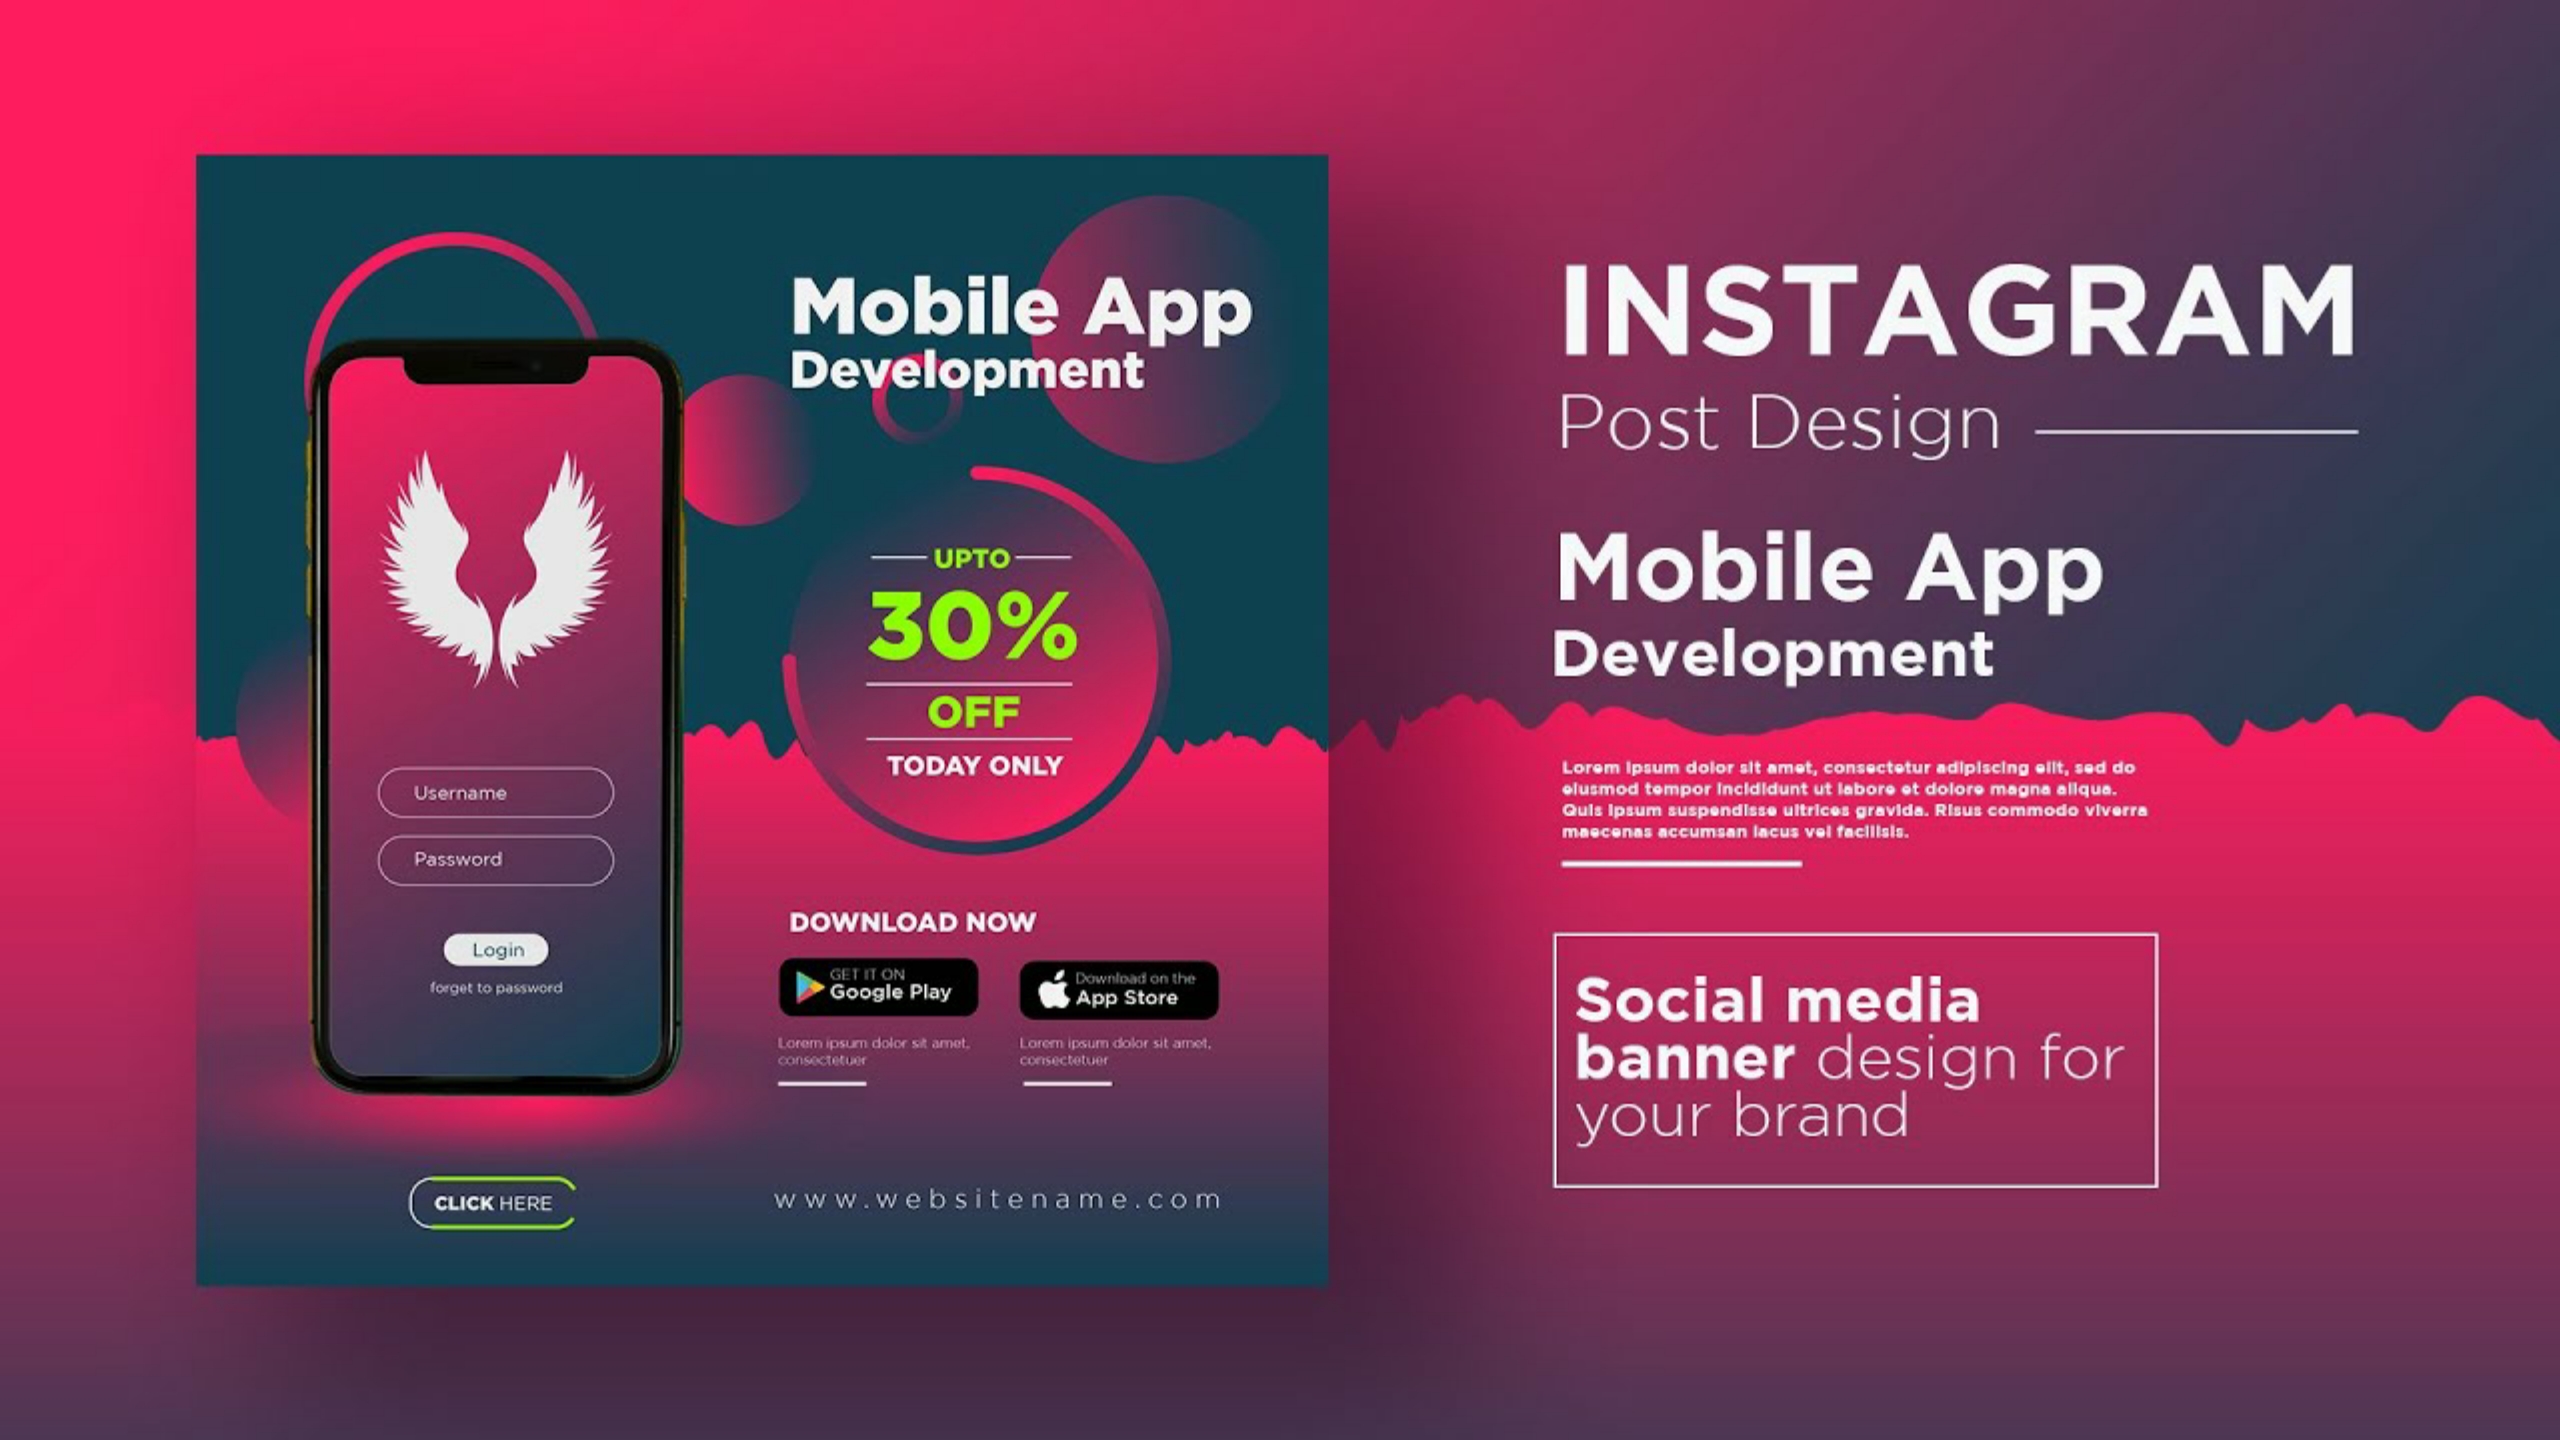 Mobile App
Development
UPTO
30%
OFF
TODAY ONLY
Username
Password
Login
forget to password
DOWNLOAD NOW
GET IT ON
Google Play
Download on the
App Store
Lorem ipsum dolor sit amet,
consectetuer
Lorem ipsum dolor sit amet,
consectetuer
CLICK HERE
www.websitename.com
INSTAGRAM
Post Design
Mobile App
Development
Lorem ipsum dolor sit amet, consectetur adipiscing elit, sed do
eiusmod tempor incididunt ut labore et dolore magna aliqua.
Quis ipsum suspendisse ultrices gravida. Risus commodo viverra
maecenas accumsan lacus vel facilisis.
Social media
banner design for
your brand